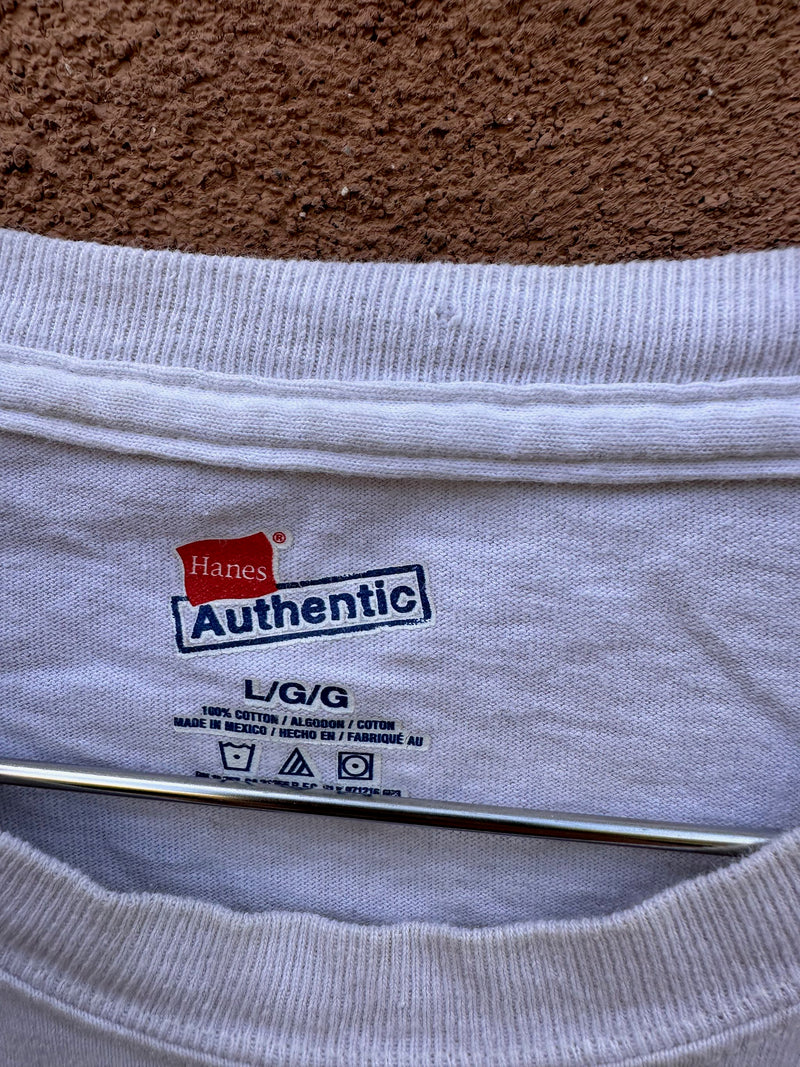 Hanes®
Authentic
L/G/G
100% COTTON / ALGODON / COTON
MADE IN MEXICO / HECHO EN / FABRIQUÉ AU